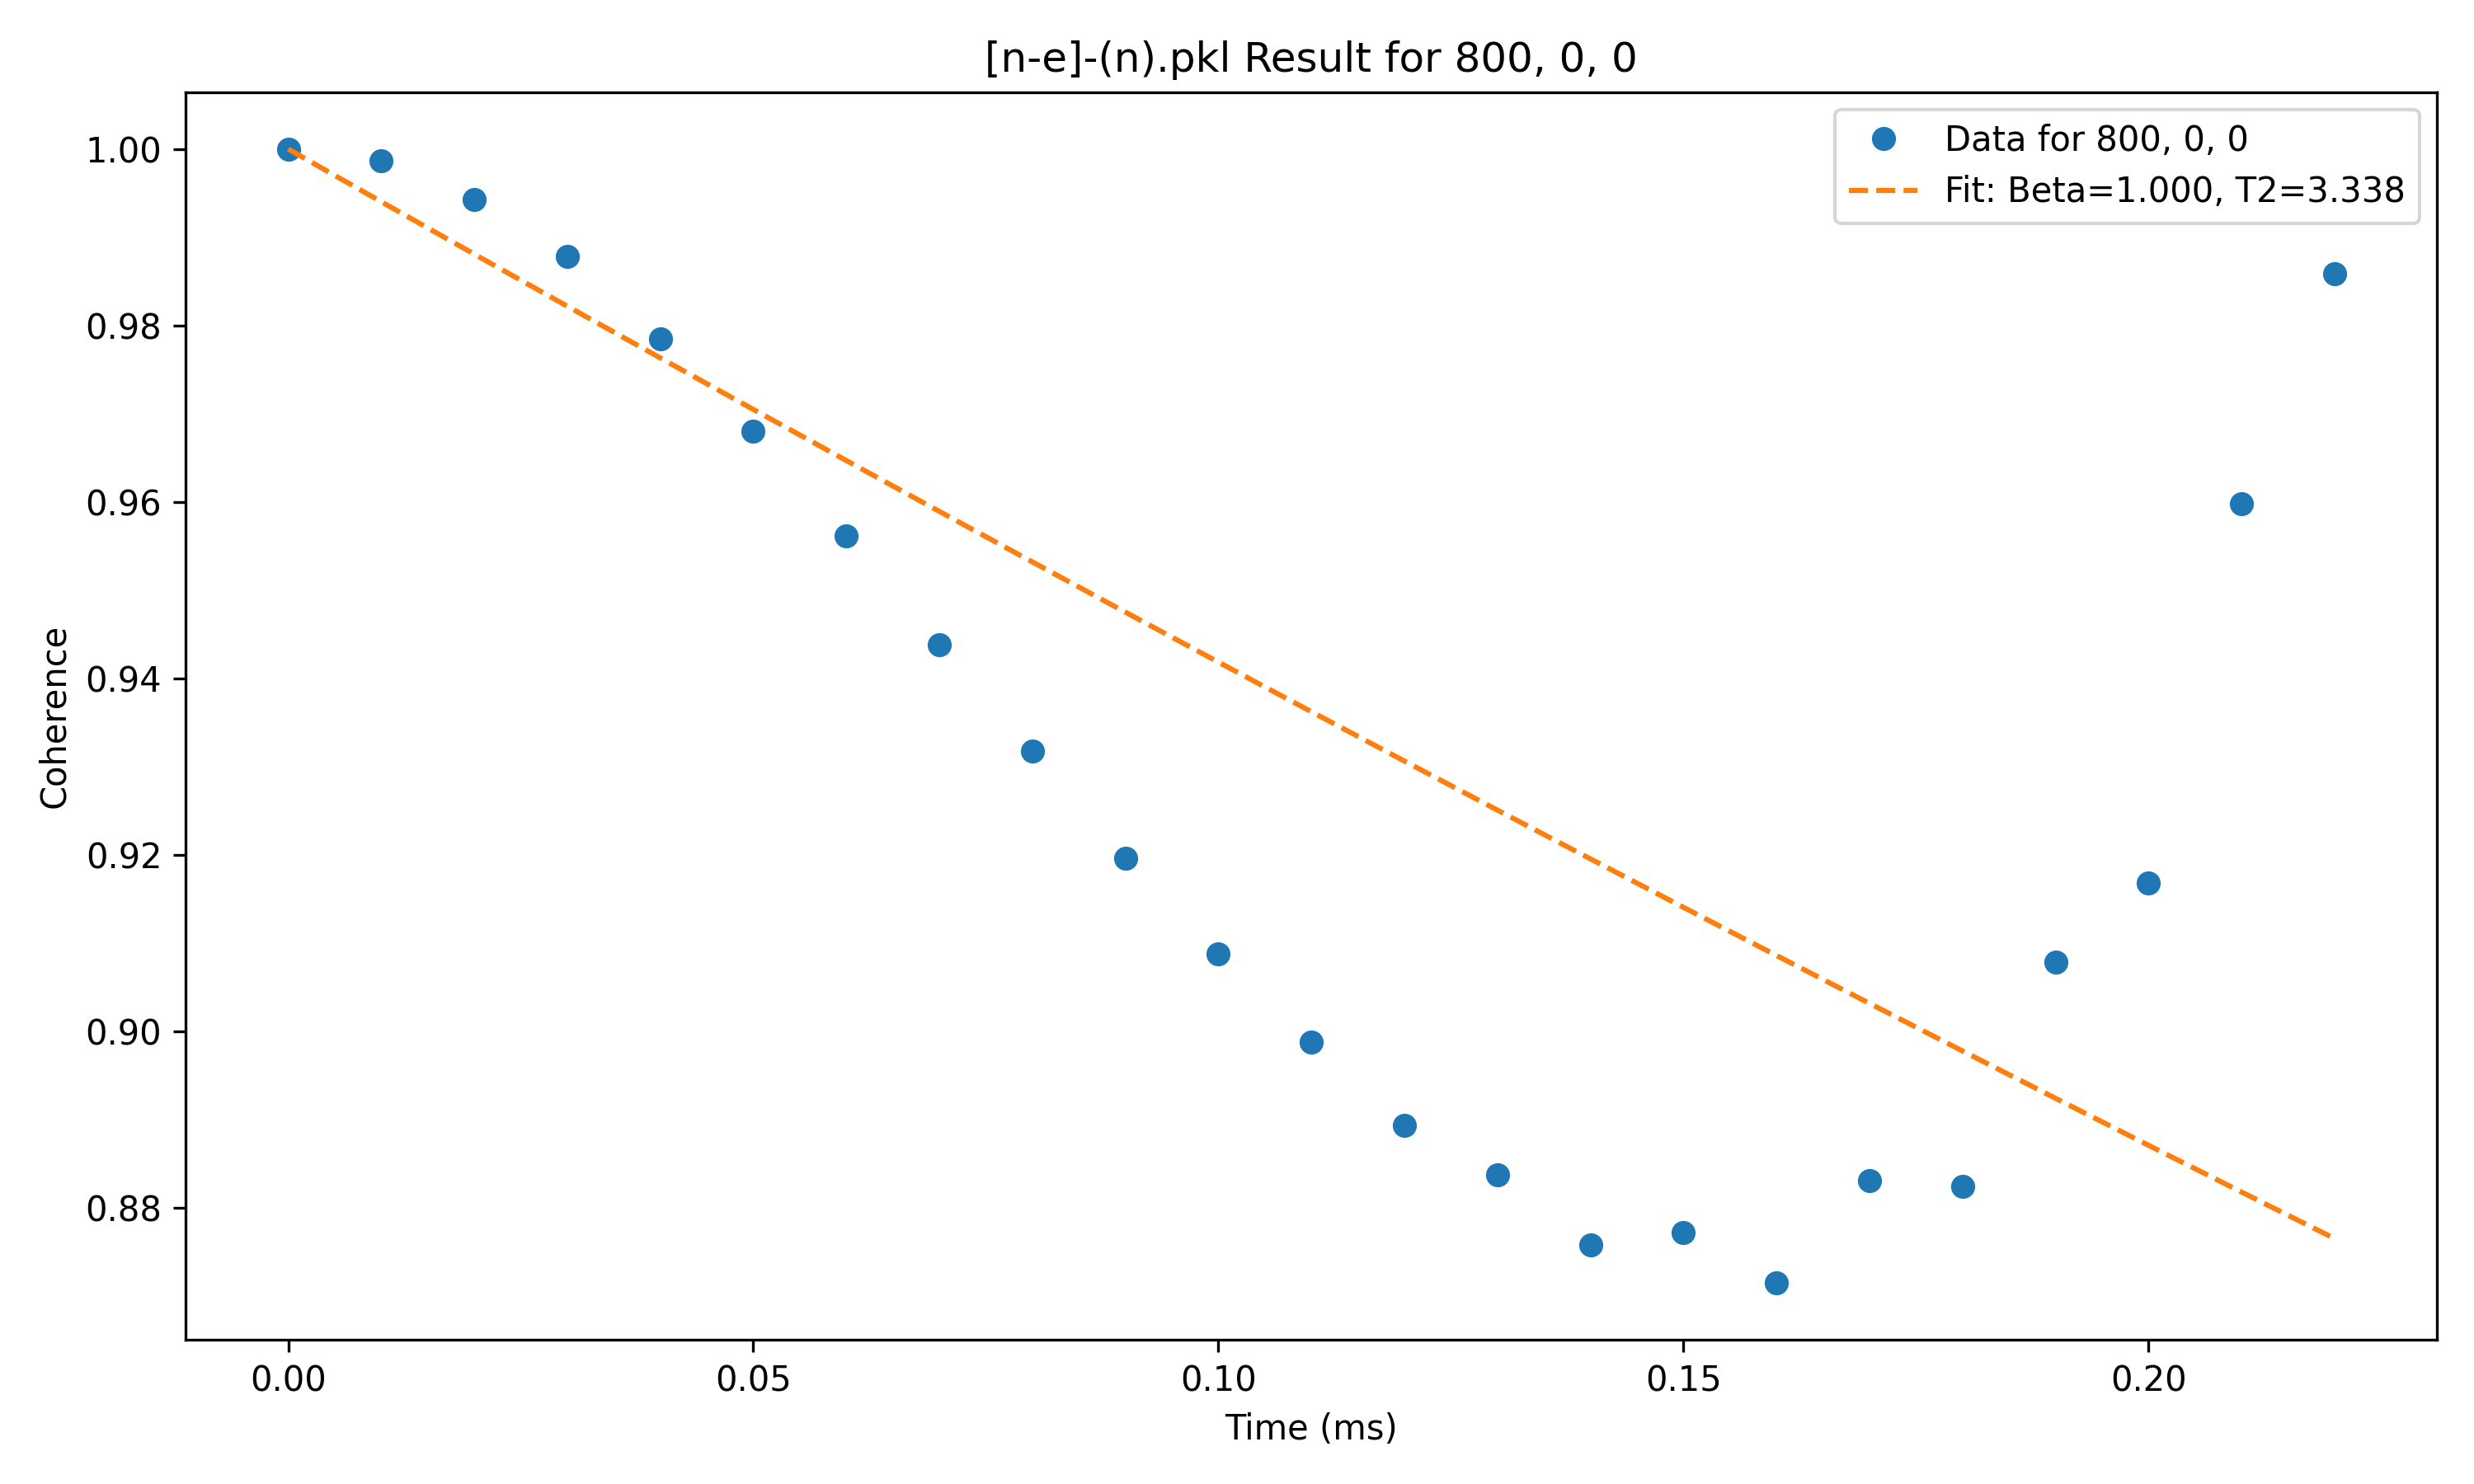 [n-e]-(n).pkl Result for 800, 0, 0
Data for 800, 0, 0
Fit: Beta=1.000, T2=3.338
Coherence
1.00
0.98
0.96
0.94
0.92
0.90
0.88
0.00 0.05 0.10 0.15 0.20
Time (ms)